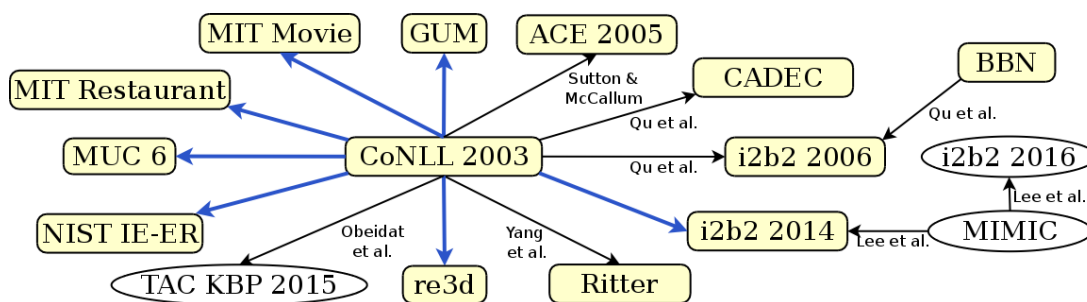 MIT Movie
GUM
ACE 2005
BBN
Sutton &
McCallum
CADEC
MIT Restaurant
Qu et al.
Qu et al.
MUC 6
CoNLL 2003
i2b2 2006
i2b2 2016
Qu et al.
Lee et al.
NIST IE-ER
Obeidat
et al.
Yang
et al.
i2b2 2014
Lee et al.
MIMIC
TAC KBP 2015
re3d
Ritter